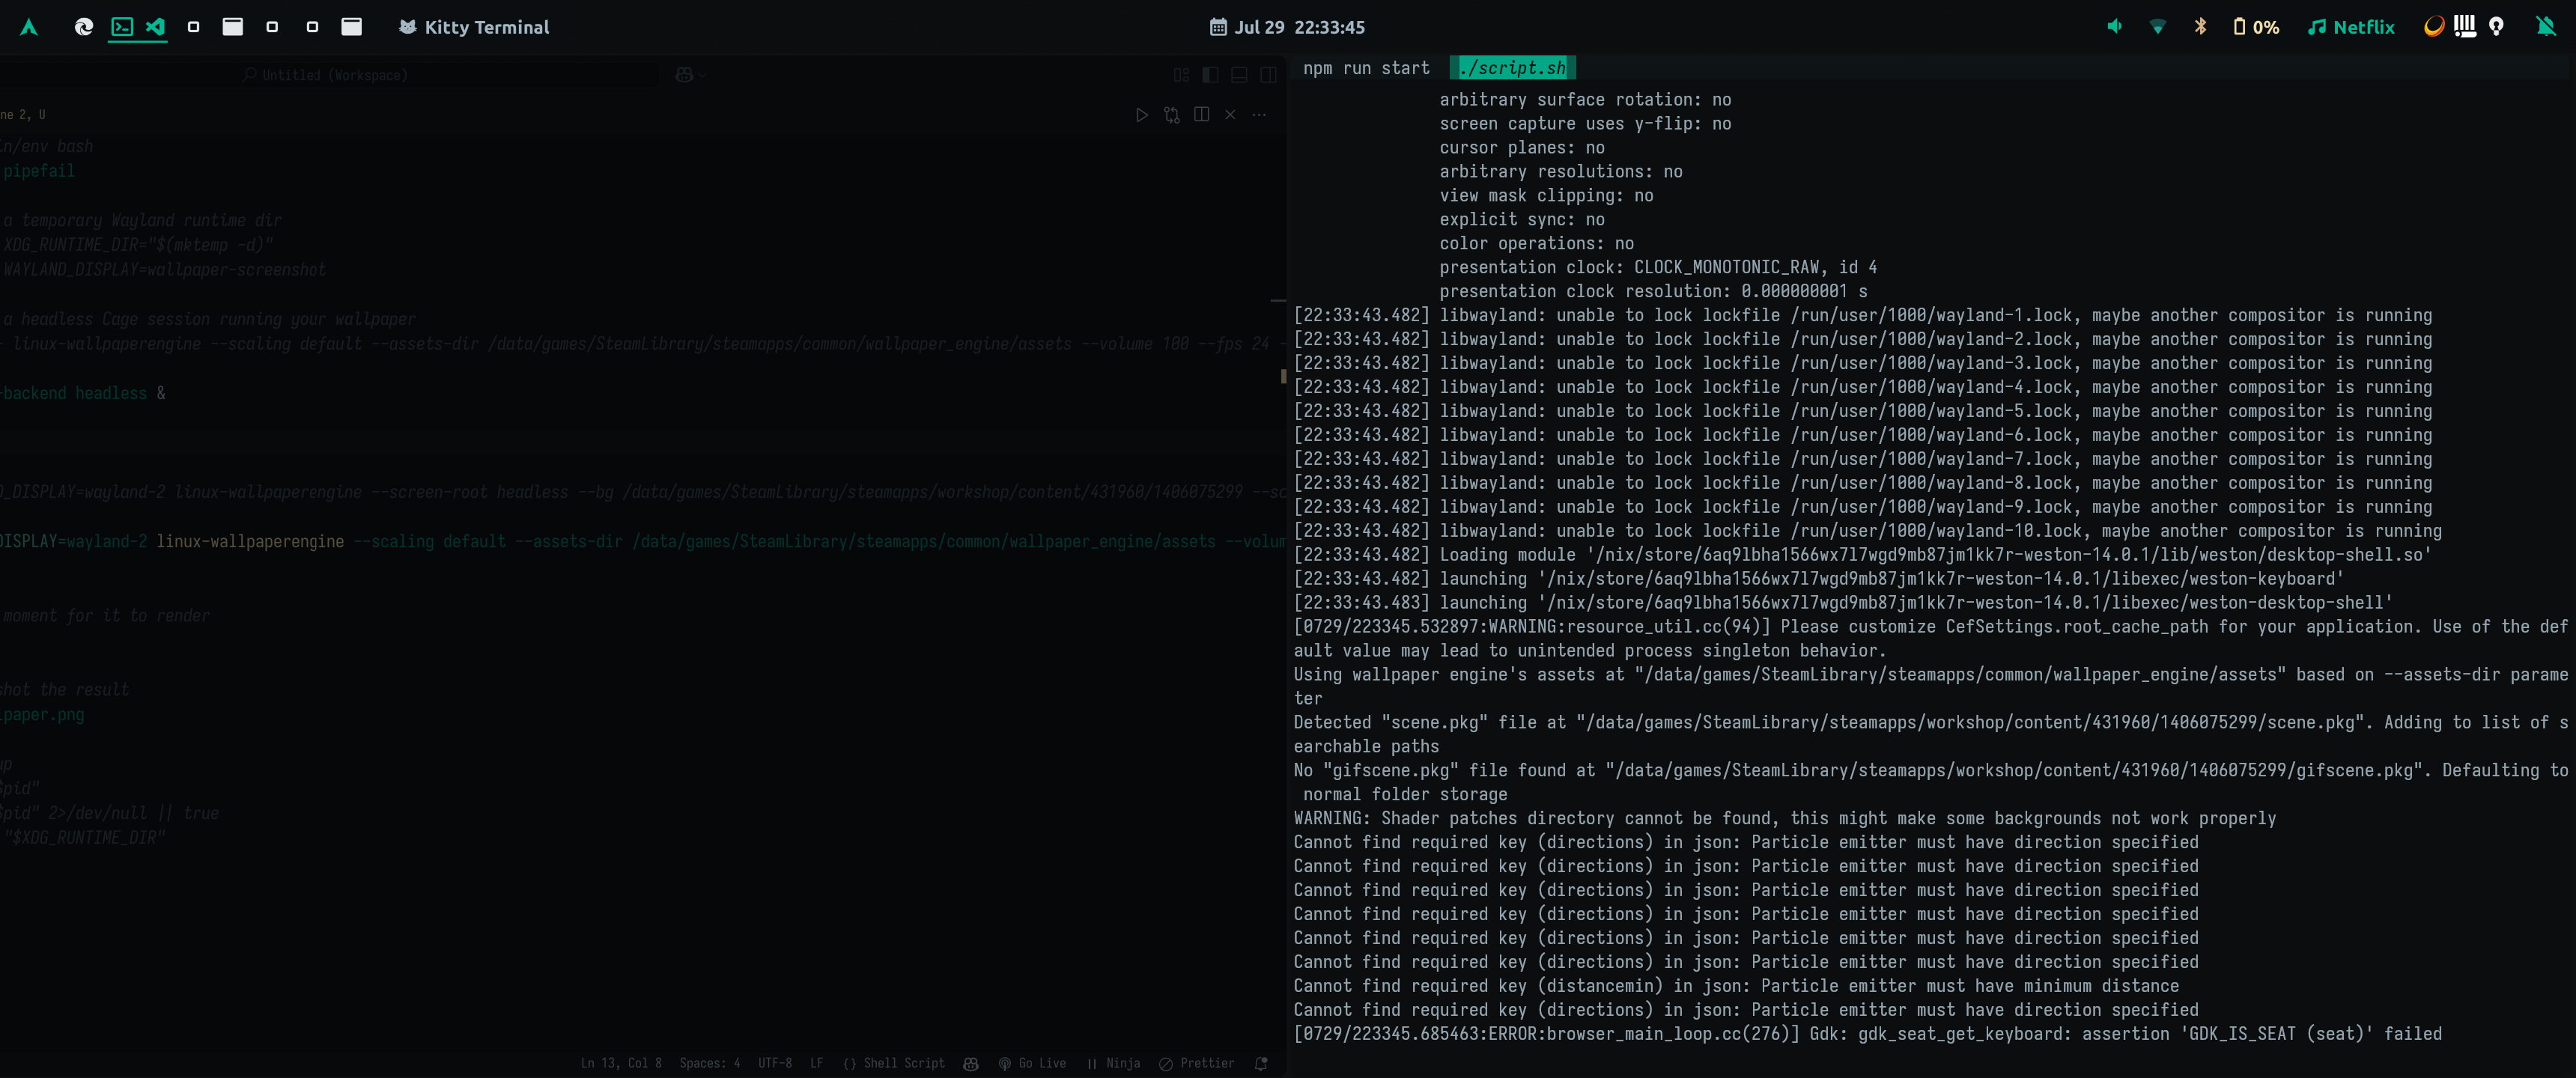 Kitty Terminal
Jul 29 22:33:45
0%
Netflix
Untitled (Workspace)
ne 2, U
in/env bash
pipefail
a temporary Wayland runtime dir
XDG_RUNTIME_DIR="$(mktemp -d)"
WAYLAND_DISPLAY=wallpaper-screenshot
a headless Cage session running your wallpaper
- linux-wallpaperengine --scaling default --assets-dir /data/games/SteamLibrary/steamapps/common/wallpaper_engine/assets --volume 100 --fps 24 -
-backend headless &
O_DISPLAY=wayland-2 linux-wallpaperengine --screen-root headless --bg /data/games/SteamLibrary/steamapps/workshop/content/431960/1406075299 --sc
DISPLAY=wayland-2 linux-wallpaperengine --scaling default --assets-dir /data/games/SteamLibrary/steamapps/common/wallpaper_engine/assets --volum
moment for it to render
shot the result
lpaper.png
up
$pid"
$pid" 2>/dev/null || true
"$XDG_RUNTIME_DIR"
Ln 13, Col 8 Spaces: 4 UTF-8 LF {} Shell Script Go Live Ninja Prettier
npm run start ./script.sh
arbitrary surface rotation: no
screen capture uses y-flip: no
cursor planes: no
arbitrary resolutions: no
view mask clipping: no
explicit sync: no
color operations: no
presentation clock: CLOCK_MONOTONIC_RAW, id 4
presentation clock resolution: 0.000000001 s
[22:33:43.482] libwayland: unable to lock lockfile /run/user/1000/wayland-1.lock, maybe another compositor is running
[22:33:43.482] libwayland: unable to lock lockfile /run/user/1000/wayland-2.lock, maybe another compositor is running
[22:33:43.482] libwayland: unable to lock lockfile /run/user/1000/wayland-3.lock, maybe another compositor is running
[22:33:43.482] libwayland: unable to lock lockfile /run/user/1000/wayland-4.lock, maybe another compositor is running
[22:33:43.482] libwayland: unable to lock lockfile /run/user/1000/wayland-5.lock, maybe another compositor is running
[22:33:43.482] libwayland: unable to lock lockfile /run/user/1000/wayland-6.lock, maybe another compositor is running
[22:33:43.482] libwayland: unable to lock lockfile /run/user/1000/wayland-7.lock, maybe another compositor is running
[22:33:43.482] libwayland: unable to lock lockfile /run/user/1000/wayland-8.lock, maybe another compositor is running
[22:33:43.482] libwayland: unable to lock lockfile /run/user/1000/wayland-9.lock, maybe another compositor is running
[22:33:43.482] libwayland: unable to lock lockfile /run/user/1000/wayland-10.lock, maybe another compositor is running
[22:33:43.482] Loading module '/nix/store/6aq9lbha1566wx7l7wgd9mb87jm1kk7r-weston-14.0.1/lib/weston/desktop-shell.so'
[22:33:43.482] launching '/nix/store/6aq9lbha1566wx7l7wgd9mb87jm1kk7r-weston-14.0.1/libexec/weston-keyboard'
[22:33:43.483] launching '/nix/store/6aq9lbha1566wx7l7wgd9mb87jm1kk7r-weston-14.0.1/libexec/weston-desktop-shell'
[0729/223345.532897:WARNING:resource_util.cc(94)] Please customize CefSettings.root_cache_path for your application. Use of the def
ault value may lead to unintended process singleton behavior.
Using wallpaper engine's assets at "/data/games/SteamLibrary/steamapps/common/wallpaper_engine/assets" based on --assets-dir parame
ter
Detected "scene.pkg" file at "/data/games/SteamLibrary/steamapps/workshop/content/431960/1406075299/scene.pkg". Adding to list of s
earchable paths
No "gifscene.pkg" file found at "/data/games/SteamLibrary/steamapps/workshop/content/431960/1406075299/gifscene.pkg". Defaulting to
normal folder storage
WARNING: Shader patches directory cannot be found, this might make some backgrounds not work properly
Cannot find required key (directions) in json: Particle emitter must have direction specified
Cannot find required key (directions) in json: Particle emitter must have direction specified
Cannot find required key (directions) in json: Particle emitter must have direction specified
Cannot find required key (directions) in json: Particle emitter must have direction specified
Cannot find required key (directions) in json: Particle emitter must have direction specified
Cannot find required key (directions) in json: Particle emitter must have direction specified
Cannot find required key (distancemin) in json: Particle emitter must have minimum distance
Cannot find required key (directions) in json: Particle emitter must have direction specified
[0729/223345.685463:ERROR:browser_main_loop.cc(276)] Gdk: gdk_seat_get_keyboard: assertion 'GDK_IS_SEAT (seat)' failed